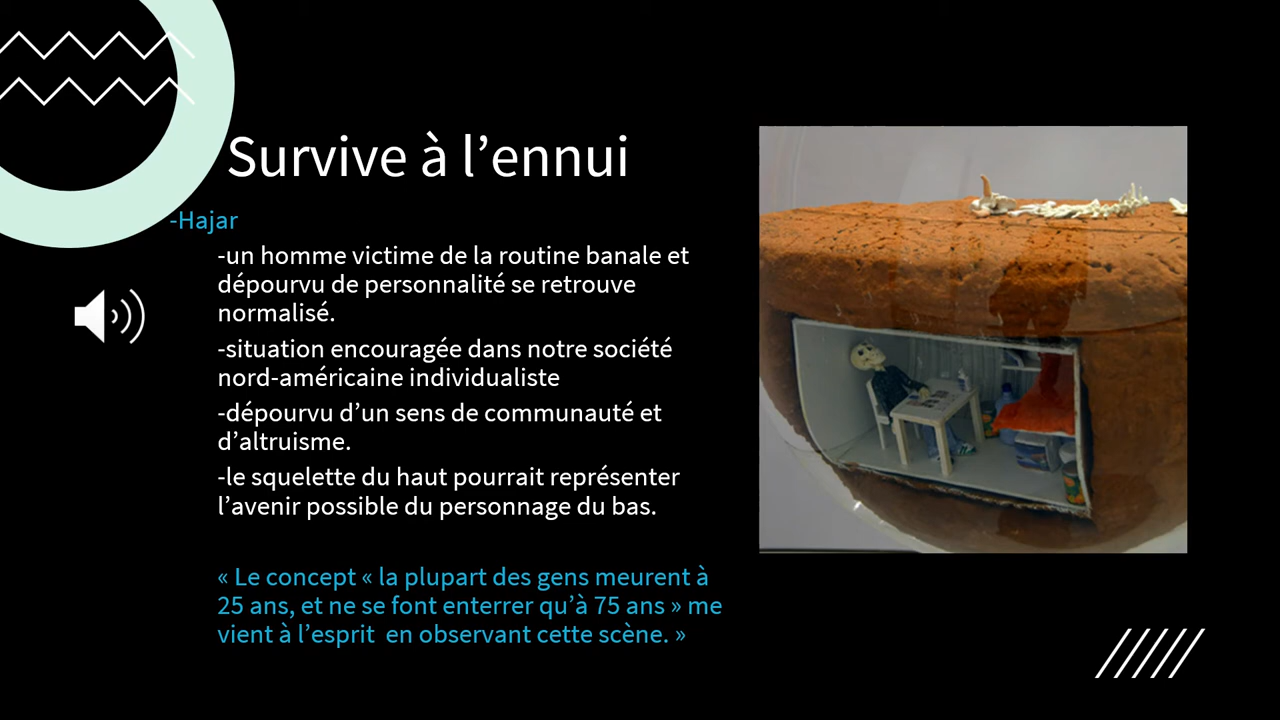 Survive à l’ennui
-Hajar
-un homme victime de la routine banale et
dépourvu de personnalité se retrouve
normalisé.
-situation encouragée dans notre société
nord-américaine individualiste
-dépourvu d’un sens de communauté et
d’altruisme.
-le squelette du haut pourrait représenter
l’avenir possible du personnage du bas.
« Le concept « la plupart des gens meurent à
25 ans, et ne se font enterrer qu’à 75 ans » me
vient à l’esprit  en observant cette scène. »